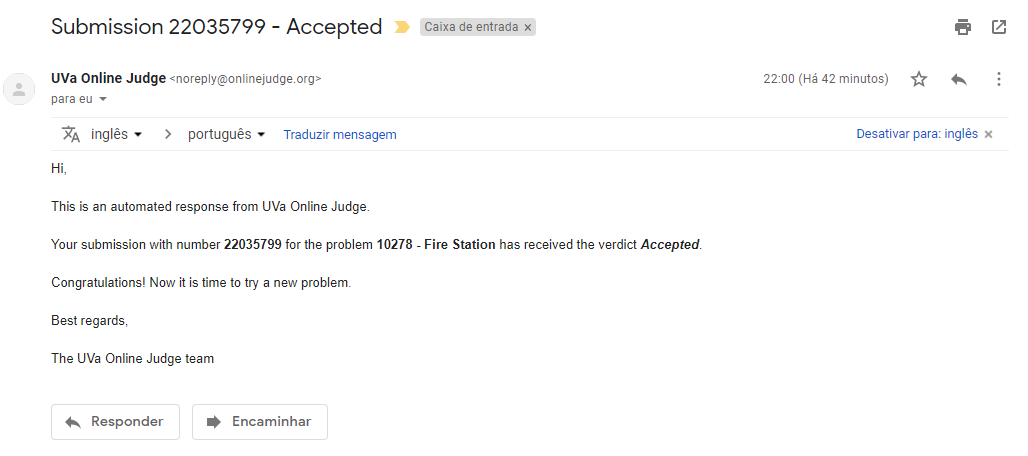 Submission 22035799 - Accepted Caixa de entrada ×
UVa Online Judge <noreply@onlinejudge.org> 22:00 (Há 42 minutos)
para eu
inglês > português Traduzir mensagem Desativar para: inglês ×
Hi,
This is an automated response from UVa Online Judge.
Your submission with number 22035799 for the problem 10278 - Fire Station has received the verdict Accepted.
Congratulations! Now it is time to try a new problem.
Best regards,
The UVa Online Judge team
Responder Encaminhar